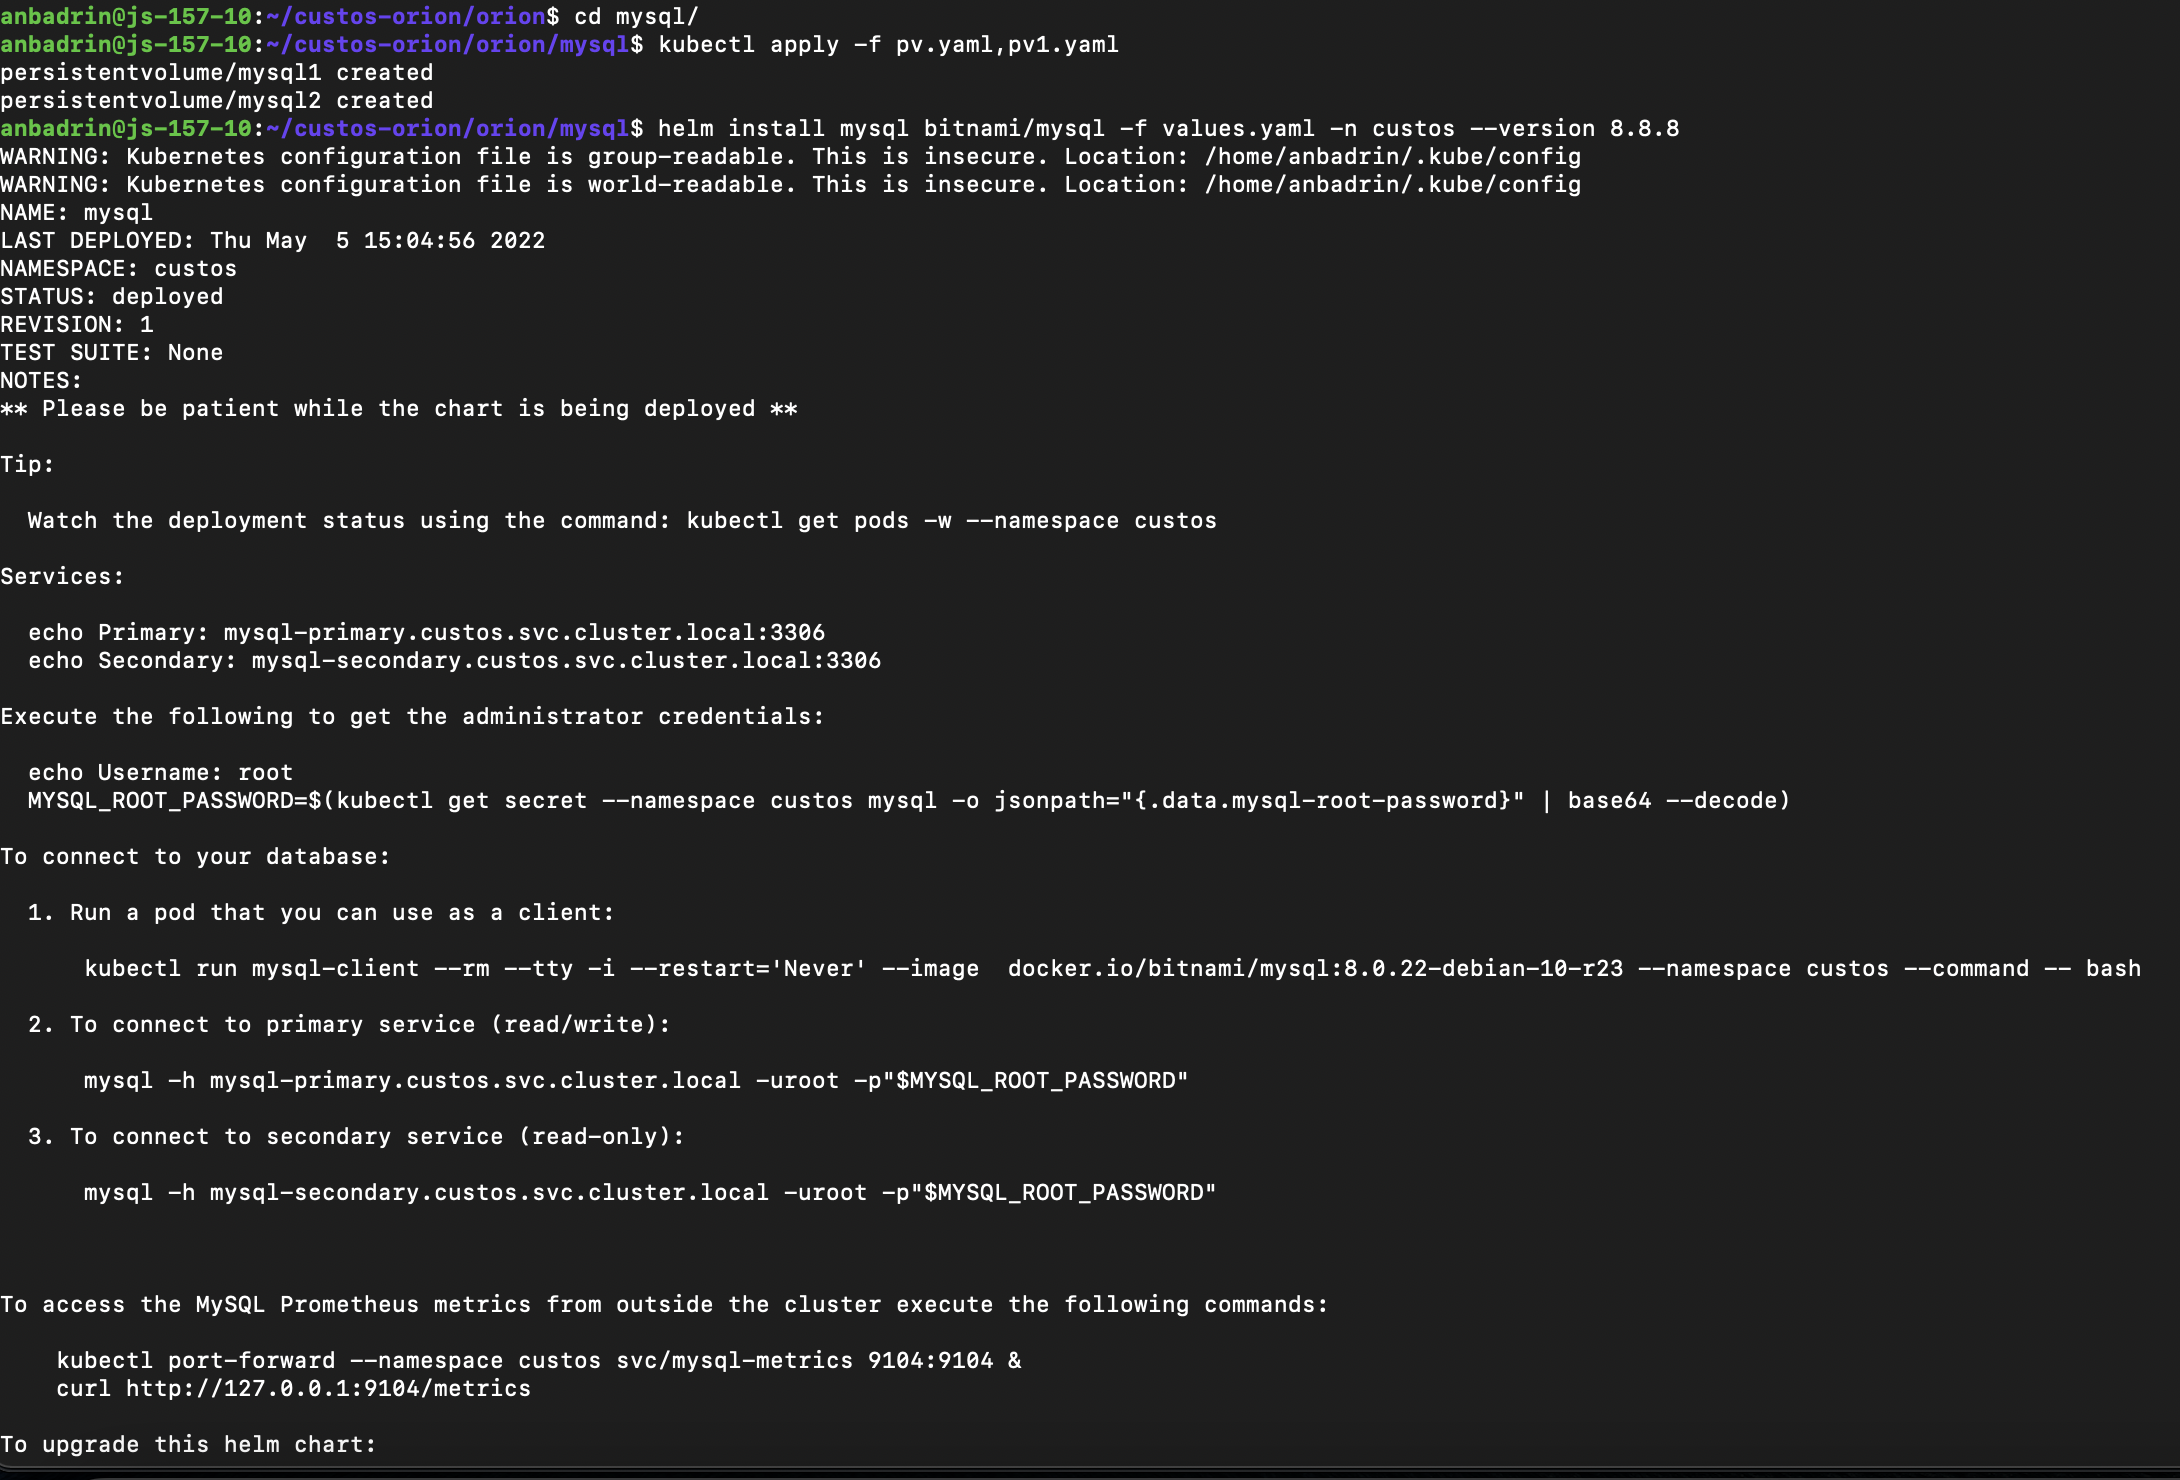 anbadrin@js-157-10:~/custos-orion/orion$ cd mysql/
anbadrin@js-157-10:~/custos-orion/orion/mysql$ kubectl apply -f pv.yaml,pv1.yaml
persistentvolume/mysql1 created
persistentvolume/mysql2 created
anbadrin@js-157-10:~/custos-orion/orion/mysql$ helm install mysql bitnami/mysql -f values.yaml -n custos --version 8.8.8
WARNING: Kubernetes configuration file is group-readable. This is insecure. Location: /home/anbadrin/.kube/config
WARNING: Kubernetes configuration file is world-readable. This is insecure. Location: /home/anbadrin/.kube/config
NAME: mysql
LAST DEPLOYED: Thu May  5 15:04:56 2022
NAMESPACE: custos
STATUS: deployed
REVISION: 1
TEST SUITE: None
NOTES:
** Please be patient while the chart is being deployed **
Tip:
  Watch the deployment status using the command: kubectl get pods -w --namespace custos
Services:
  echo Primary: mysql-primary.custos.svc.cluster.local:3306
  echo Secondary: mysql-secondary.custos.svc.cluster.local:3306
Execute the following to get the administrator credentials:
  echo Username: root
  MYSQL_ROOT_PASSWORD=$(kubectl get secret --namespace custos mysql -o jsonpath="{.data.mysql-root-password}" | base64 --decode)
To connect to your database:
  1. Run a pod that you can use as a client:
      kubectl run mysql-client --rm --tty -i --restart='Never' --image  docker.io/bitnami/mysql:8.0.22-debian-10-r23 --namespace custos --command -- bash
  2. To connect to primary service (read/write):
      mysql -h mysql-primary.custos.svc.cluster.local -uroot -p"$MYSQL_ROOT_PASSWORD"
  3. To connect to secondary service (read-only):
      mysql -h mysql-secondary.custos.svc.cluster.local -uroot -p"$MYSQL_ROOT_PASSWORD"
To access the MySQL Prometheus metrics from outside the cluster execute the following commands:
    kubectl port-forward --namespace custos svc/mysql-metrics 9104:9104 &
    curl http://127.0.0.1:9104/metrics
To upgrade this helm chart: